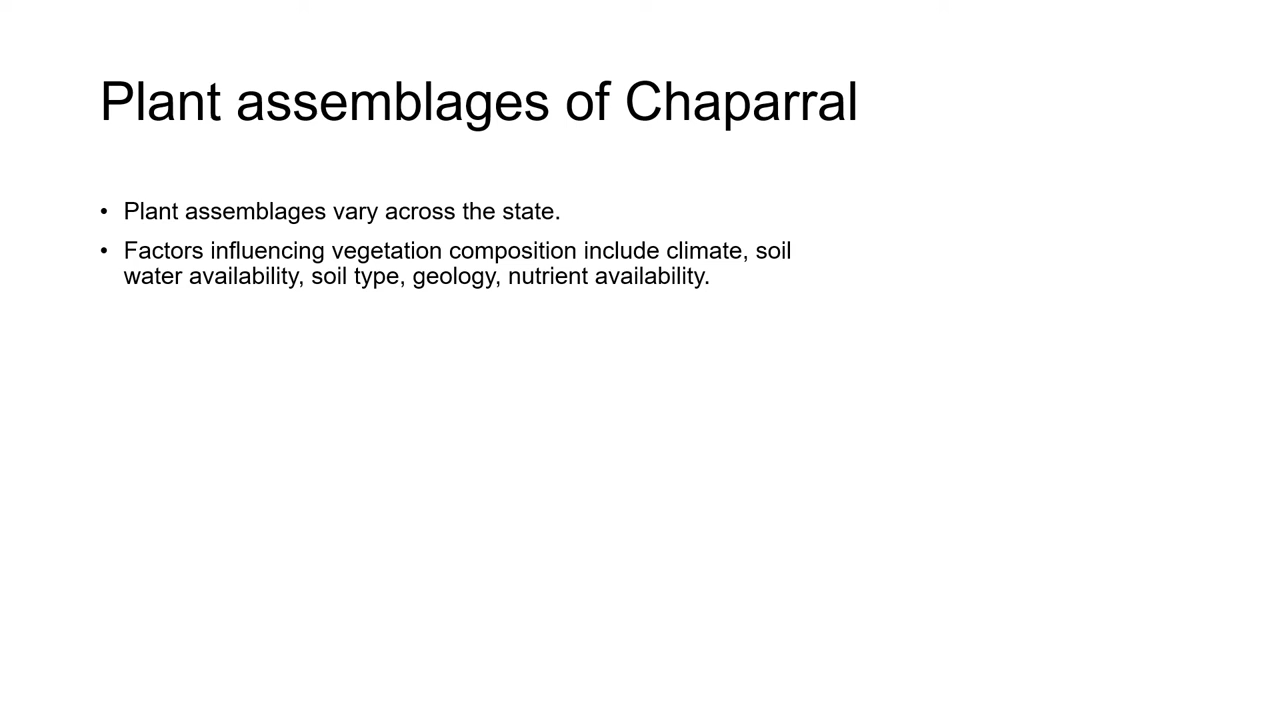 Plant assemblages of Chaparral
• Plant assemblages vary across the state.
• Factors influencing vegetation composition include climate, soil
water availability, soil type, geology, nutrient availability.